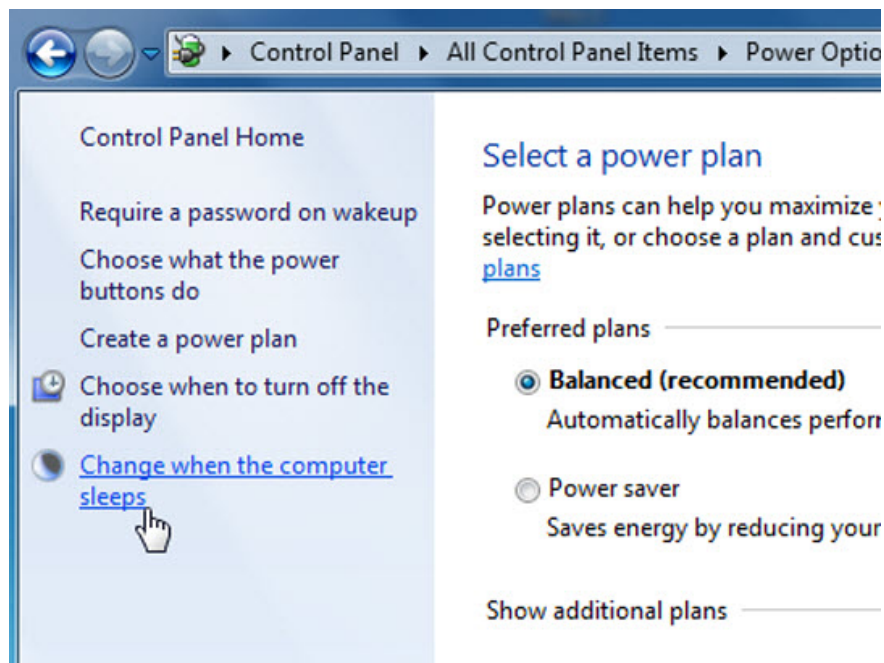 Control Panel ▸ All Control Panel Items ▸ Power Optio
Control Panel Home
Require a password on wakeup
Choose what the power
buttons do
Create a power plan
Choose when to turn off the
display
Change when the computer
sleeps
Select a power plan
Power plans can help you maximize
selecting it, or choose a plan and cus
plans
Preferred plans
Balanced (recommended)
Automatically balances perfor
Power saver
Saves energy by reducing your
Show additional plans